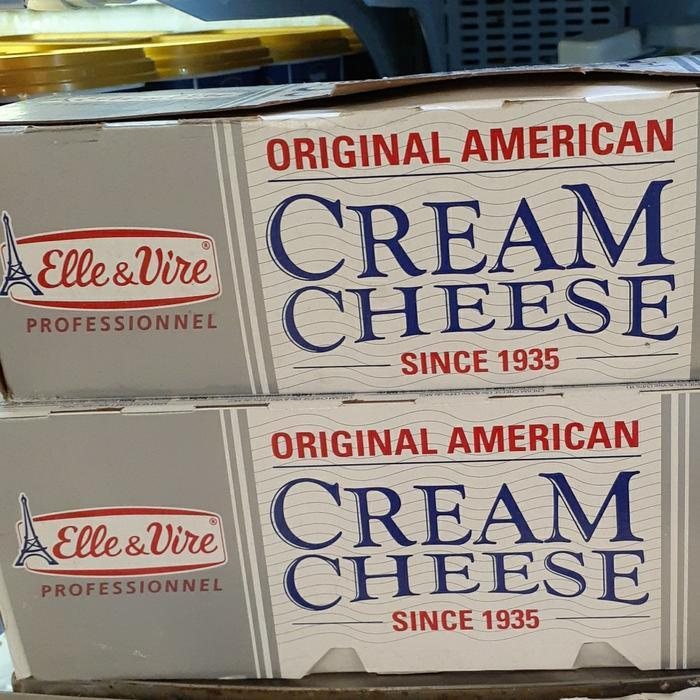 ORIGINAL AMERICAN
CREAM
CHEESE
SINCE 1935
Elle & Vire®
PROFESSIONNEL
ORIGINAL AMERICAN
CREAM
CHEESE
SINCE 1935
Elle & Vire®
PROFESSIONNEL